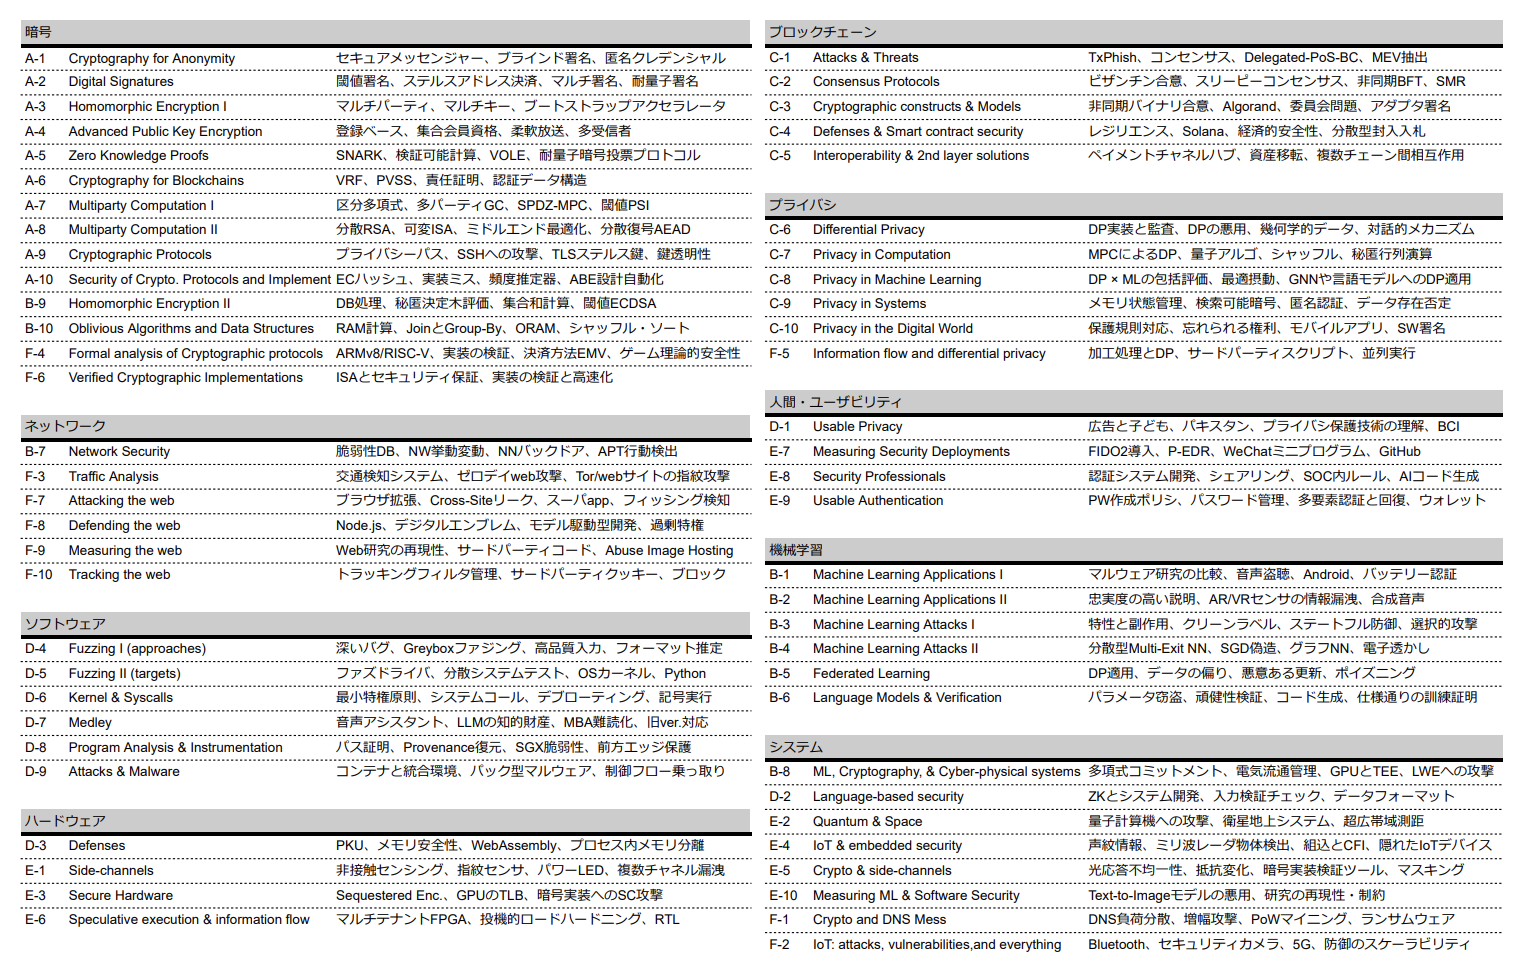 暗号
A-1 Cryptography for Anonymity セキュアメッセンジャー、ブラインド署名、匿名クレデンシャル
A-2 Digital Signatures 閾値署名、ステルスアドレス決済、マルチ署名、耐量子署名
A-3 Homomorphic Encryption I マルチパーティ、マルチキー、ブートストラップアクセラレータ
A-4 Advanced Public Key Encryption 登録ベース、集合会員資格、柔軟放送、多受信者
A-5 Zero Knowledge Proofs SNARK、検証可能計算、VOLE、耐量子暗号投票プロトコル
A-6 Cryptography for Blockchains VRF、PVSS、責任証明、認証データ構造
A-7 Multiparty Computation I 区分多項式、多パーティGC、SPDZ-MPC、閾値PSI
A-8 Multiparty Computation II 分散RSA、可変ISA、ミドルエンド最適化、分散復号AEAD
A-9 Cryptographic Protocols プライバシーパス、SSHへの攻撃、TLSステルス鍵、鍵透明性
A-10 Security of Crypto. Protocols and Implement ECハッシュ、実装ミス、頻度推定器、ABE設計自動化
B-9 Homomorphic Encryption II DB処理、秘匿決定木評価、集合和計算、閾値ECDSA
B-10 Oblivious Algorithms and Data Structures RAM計算、JoinとGroup-By、ORAM、シャッフル・ソート
F-4 Formal analysis of Cryptographic protocols ARMv8/RISC-V、実装の検証、決済方法EMV、ゲーム理論的安全性
F-6 Verified Cryptographic Implementations ISAとセキュリティ保証、実装の検証と高速化
ネットワーク
B-7 Network Security 脆弱性DB、NW挙動変動、NNバックドア、APT行動検出
F-3 Traffic Analysis 交通検知システム、ゼロデイweb攻撃、Tor/webサイトの指紋攻撃
F-7 Attacking the web ブラウザ拡張、Cross-Siteリーク、スーパapp、フィッシング検知
F-8 Defending the web Node.js、デジタルエンブレム、モデル駆動型開発、過剰特権
F-9 Measuring the web Web研究の再現性、サードパーティコード、Abuse Image Hosting
F-10 Tracking the web トラッキングフィルタ管理、サードパーティクッキー、ブロック
ソフトウェア
D-4 Fuzzing I (approaches) 深いバグ、Greyboxファジング、高品質入力、フォーマット推定
D-5 Fuzzing II (targets) ファズドライバ、分散システムテスト、OSカーネル、Python
D-6 Kernel & Syscalls 最小特権原則、システムコール、デブローティング、記号実行
D-7 Medley 音声アシスタント、LLMの知的財産、MBA難読化、旧ver.対応
D-8 Program Analysis & Instrumentation パス証明、Provenance復元、SGX脆弱性、前方エッジ保護
D-9 Attacks & Malware コンテナと統合環境、パック型マルウェア、制御フロー乗っ取り
ハードウェア
D-3 Defenses PKU、メモリ安全性、WebAssembly、プロセス内メモリ分離
E-1 Side-channels 非接触センシング、指紋センサ、パワーLED、複数チャネル漏洩
E-3 Secure Hardware Sequestered Enc.、GPUのTLB、暗号実装へのSC攻撃
E-6 Speculative execution & information flow マルチテナントFPGA、投機的ロードハードニング、RTL
ブロックチェーン
C-1 Attacks & Threats TxPhish、コンセンサス、Delegated-PoS-BC、MEV抽出
C-2 Consensus Protocols ビザンチン合意、スリーピーコンセンサス、非同期BFT、SMR
C-3 Cryptographic constructs & Models 非同期バイナリ合意、Algorand、委員会問題、アダプタ署名
C-4 Defenses & Smart contract security レジリエンス、Solana、経済的安全性、分散型封入入札
C-5 Interoperability & 2nd layer solutions ペイメントチャネルハブ、資産移転、複数チェーン間相互作用
プライバシ
C-6 Differential Privacy DP実装と監査、DPの悪用、幾何学的データ、対話的メカニズム
C-7 Privacy in Computation MPCによるDP、量子アルゴ、シャッフル、秘匿行列演算
C-8 Privacy in Machine Learning DP × MLの包括評価、最適摂動、GNNや言語モデルへのDP適用
C-9 Privacy in Systems メモリ状態管理、検索可能暗号、匿名認証、データ存在否定
C-10 Privacy in the Digital World 保護規則対応、忘れられる権利、モバイルアプリ、SW署名
F-5 Information flow and differential privacy 加工処理とDP、サードパーティスクリプト、並列実行
人間・ユーザビリティ
D-1 Usable Privacy 広告と子ども、パキスタン、プライバシ保護技術の理解、BCI
E-7 Measuring Security Deployments FIDO2導入、P-EDR、WeChatミニプログラム、GitHub
E-8 Security Professionals 認証システム開発、シェアリング、SOC内ルール、AIコード生成
E-9 Usable Authentication PW作成ポリシ、パスワード管理、多要素認証と回復、ウォレット
機械学習
B-1 Machine Learning Applications I マルウェア研究の比較、音声盗聴、Android、バッテリー認証
B-2 Machine Learning Applications II 忠実度の高い説明、AR/VRセンサの情報漏洩、合成音声
B-3 Machine Learning Attacks I 特性と副作用、クリーンラベル、ステートフル防御、選択的攻撃
B-4 Machine Learning Attacks II 分散型Multi-Exit NN、SGD偽造、グラフNN、電子透かし
B-5 Federated Learning DP適用、データの偏り、悪意ある更新、ポイズニング
B-6 Language Models & Verification パラメータ窃盗、頑健性検証、コード生成、仕様通りの訓練証明
システム
B-8 ML, Cryptography, & Cyber-physical systems 多項式コミットメント、電気流通管理、GPUとTEE、LWEへの攻撃
D-2 Language-based security ZKとシステム開発、入力検証チェック、データフォーマット
E-2 Quantum & Space 量子計算機への攻撃、衛星地上システム、超広帯域測距
E-4 IoT & embedded security 声紋情報、ミリ波レーダ物体検出、組込とCFI、隠れたIoTデバイス
E-5 Crypto & side-channels 光応答不均一性、抵抗変化、暗号実装検証ツール、マスキング
E-10 Measuring ML & Software Security Text-to-Imageモデルの悪用、研究の再現性・制約
F-1 Crypto and DNS Mess DNS負荷分散、増幅攻撃、PoWマイニング、ランサムウェア
F-2 IoT: attacks, vulnerabilities,and everything Bluetooth、セキュリティカメラ、5G、防御のスケーラビリティ